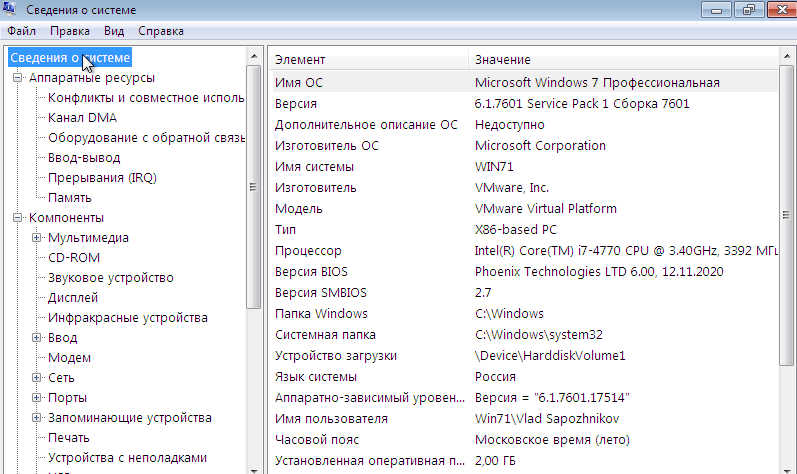 Сведения о системе
Файл Правка Вид Справка
Сведения о системе
Аппаратные ресурсы
Конфликты и совместное исполь
Канал DMA
Оборудование с обратной связь
Ввод-вывод
Прерывания (IRQ)
Память
Компоненты
Мультимедиа
CD-ROM
Звуковое устройство
Дисплей
Инфракрасные устройства
Ввод
Модем
Сеть
Порты
Запоминающие устройства
Печать
Устройства с неполадками
Элемент Значение
Имя ОС Microsoft Windows 7 Профессиональная
Версия 6.1.7601 Service Pack 1 Сборка 7601
Дополнительное описание ОС Недоступно
Изготовитель ОС Microsoft Corporation
Имя системы WIN71
Изготовитель VMware, Inc.
Модель VMware Virtual Platform
Тип X86-based PC
Процессор Intel(R) Core(TM) i7-4770 CPU @ 3.40GHz, 3392 МГц
Версия BIOS Phoenix Technologies LTD 6.00, 12.11.2020
Версия SMBIOS 2.7
Папка Windows C:\Windows
Системная папка C:\Windows\system32
Устройство загрузки \Device\HarddiskVolume1
Язык системы Россия
Аппаратно-зависимый уровен... Версия = "6.1.7601.17514"
Имя пользователя Win71\Vlad Sapozhnikov
Часовой пояс Московское время (лето)
Установленная оперативная п... 2,00 ГБ